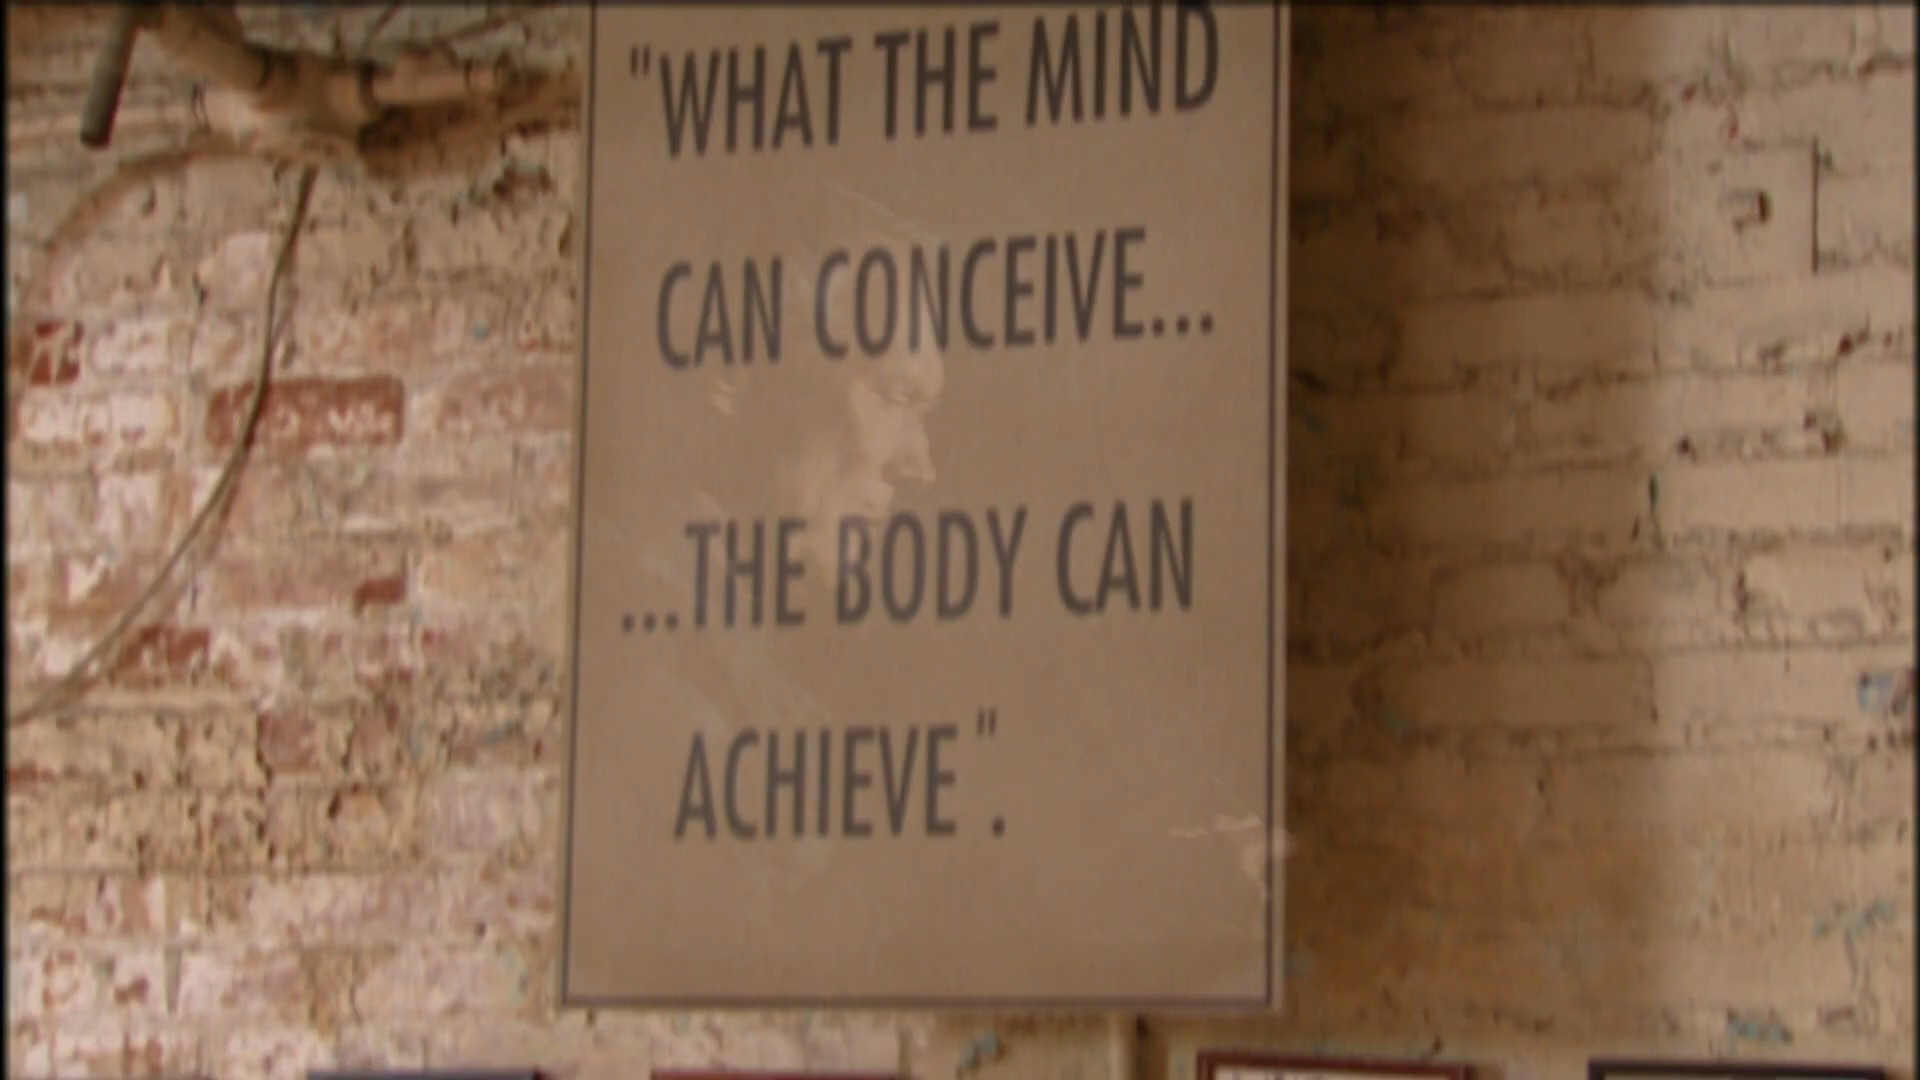 "WHAT THE MIND
CAN CONCEIVE...
...THE BODY CAN
ACHIEVE".